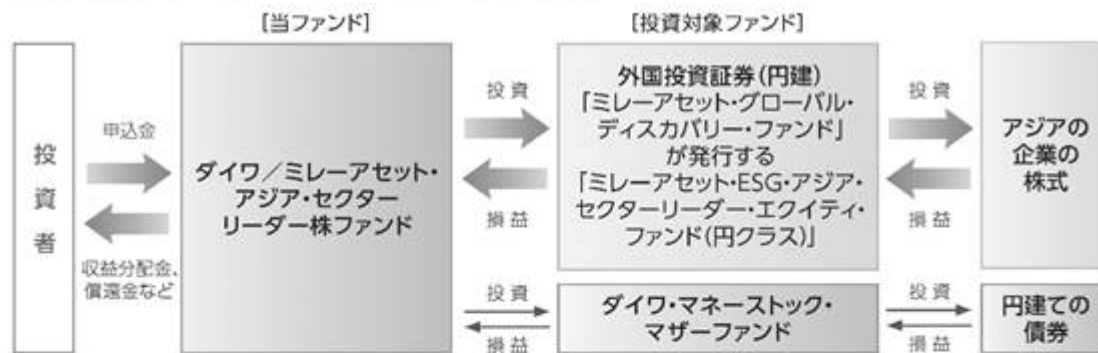 [当ファンド]
[投資対象ファンド]
投資者
申込金
収益分配金、
償還金など
ダイワ／ミレーアセット・
アジア・セクター
リーダー株ファンド
投資
損益
投資
損益
外国投資証券(円建)
「ミレーアセット・グローバル・
ディスカバリー・ファンド」
が発行する
「ミレーアセット・ESG・アジア・
セクターリーダー・エクイティ・
ファンド(円クラス)」
ダイワ・マネーストック・
マザーファンド
投資
損益
投資
損益
アジアの
企業の
株式
円建ての
債券